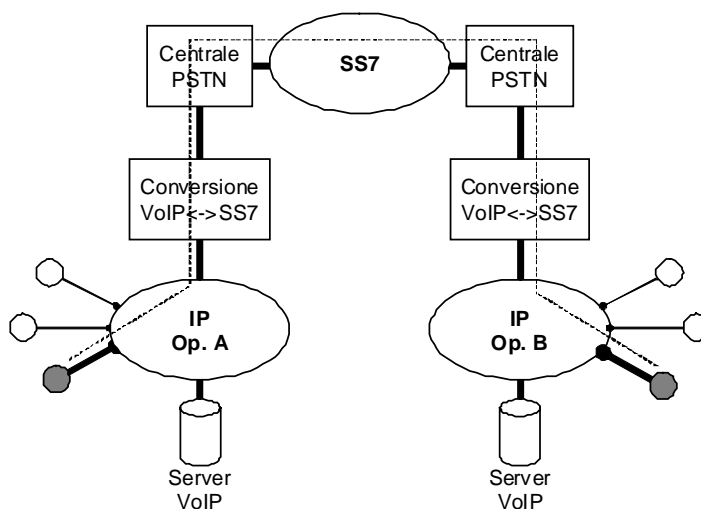 Centrale
PSTN
SS7
Centrale
PSTN
Conversione
VoIP<->SS7
Conversione
VoIP<->SS7
IP
Op. A
IP
Op. B
Server
VoIP
Server
VoIP